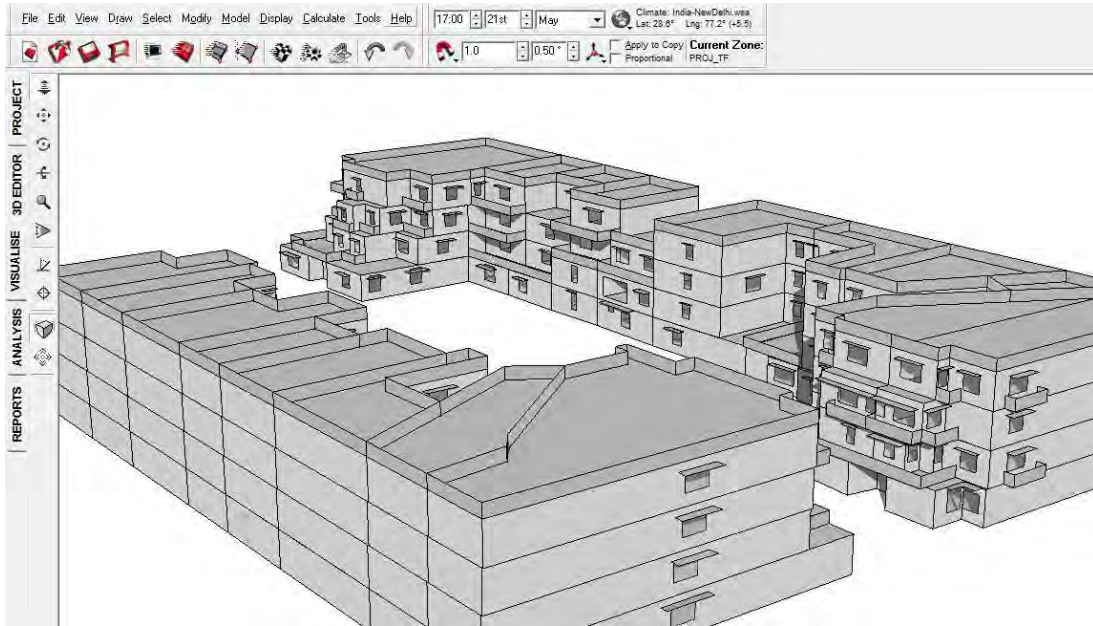 File Edit View Draw Select Modify Model Display Calculate Tools Help
17:00 21st May
Climate: India-NewDelhi.wea
Lat: 28.6° Lng: 77.2° (+5.5)
1.0 0.50 °
Apply to Copy
Proportional
Current Zone:
PROJ_TF
PROJECT
3D EDITOR
VISUALISE
ANALYSIS
REPORTS